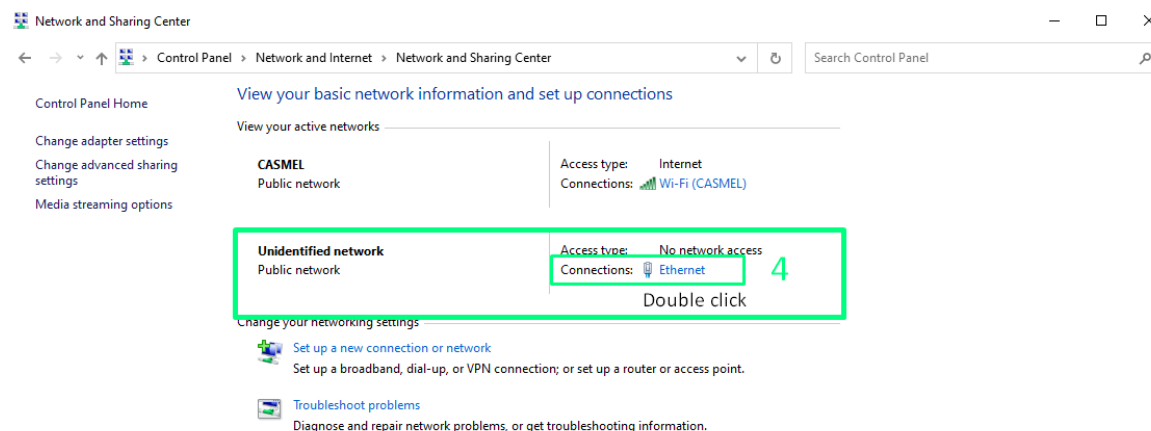 Network and Sharing Center
Control Panel > Network and Internet > Network and Sharing Center
Search Control Panel
Control Panel Home
Change adapter settings
Change advanced sharing
settings
Media streaming options
View your basic network information and set up connections
View your active networks
CASMEL
Public network
Access type: Internet
Connections: Wi-Fi (CASMEL)
Unidentified network
Public network
Access type: No network access
Connections: Ethernet
4
Double click
Change your networking settings
Set up a new connection or network
Set up a broadband, dial-up, or VPN connection; or set up a router or access point.
Troubleshoot problems
Diagnose and repair network problems, or get troubleshooting information.